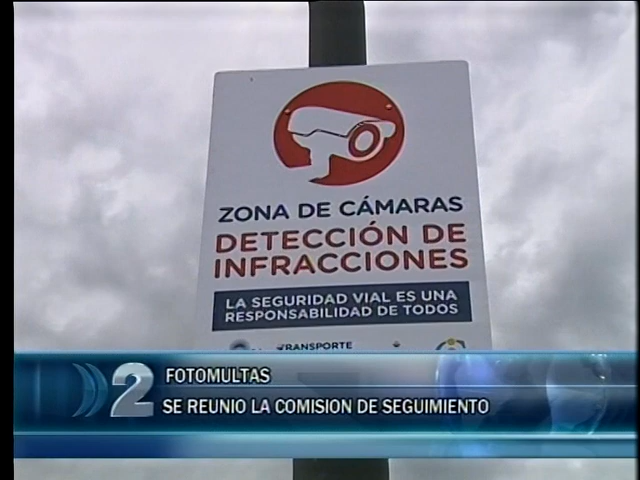 ZONA DE CÁMARAS
DETECCIÓN DE
INFRACCIONES
LA SEGURIDAD VIAL ES UNA
RESPONSABILIDAD DE TODOS
TRANSPORTE
2
FOTOMULTAS
SE REUNIO LA COMISION DE SEGUIMIENTO